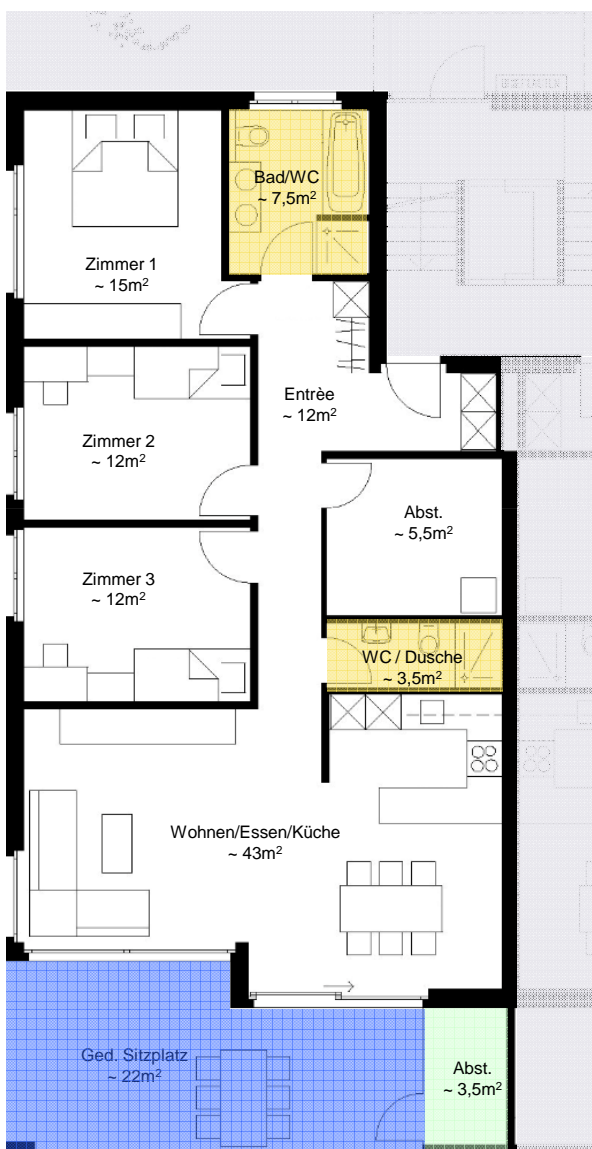 Bad/WC
~ 7,5m²
Zimmer 1
~ 15m²
Entrèe
~ 12m²
Zimmer 2
~ 12m²
Abst.
~ 5,5m²
Zimmer 3
~ 12m²
WC / Dusche
~ 3,5m²
Wohnen/Essen/Küche
~ 43m²
Ged. Sitzplatz
~ 22m²
Abst.
~ 3,5m²